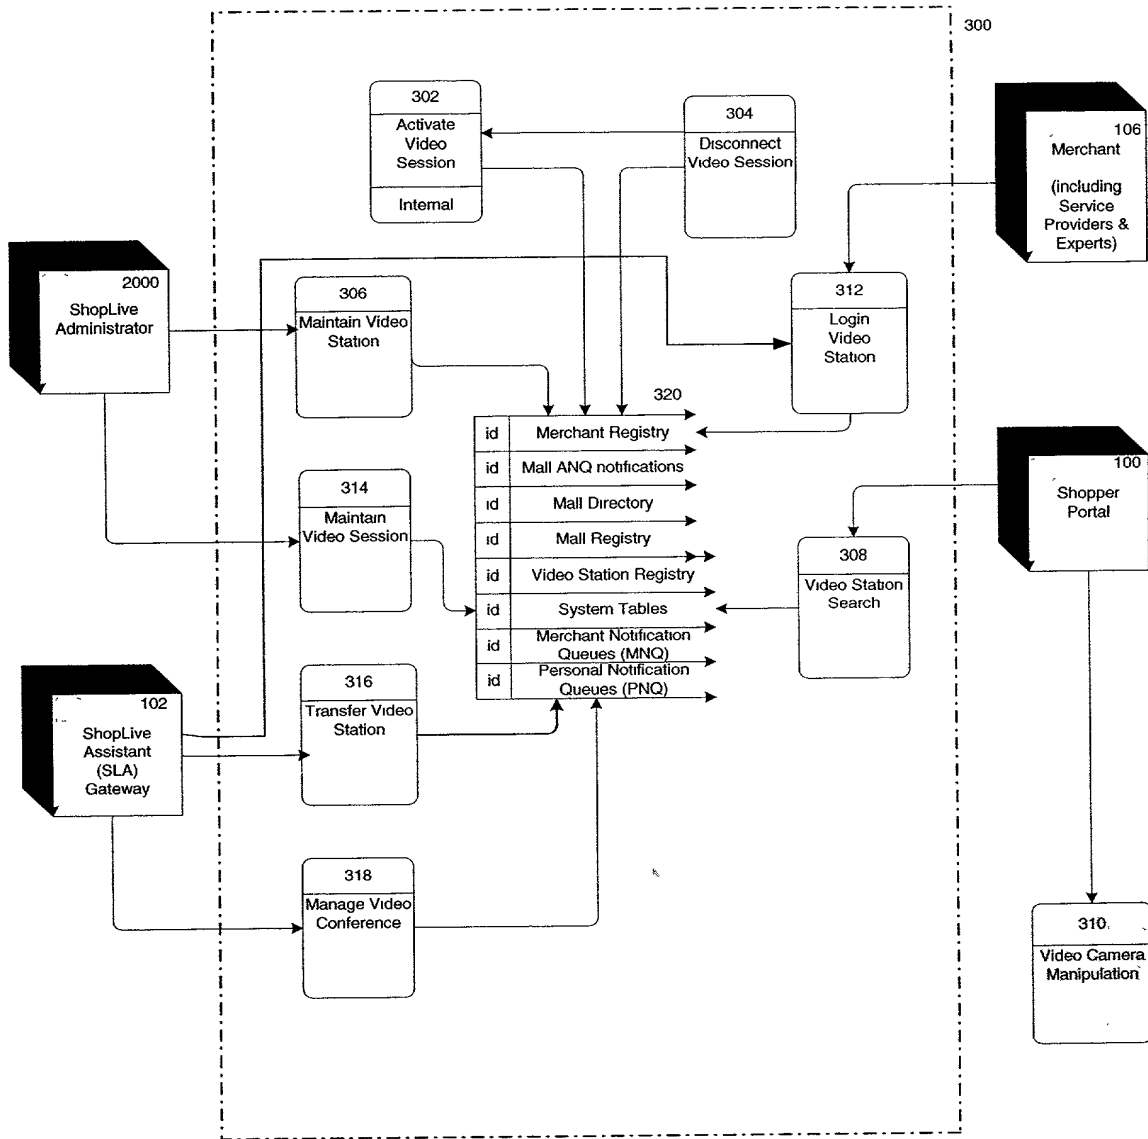 300
302
Activate
Video
Session
Internal
304
Disconnect
Video Session
106
Merchant
(including
Service
Providers &
Experts)
2000
ShopLive
Administrator
306
Maintain Video
Station
312
Login
Video
Station
320
id Merchant Registry
id Mall ANQ notifications
id Mall Directory
id Mall Registry
id Video Station Registry
id System Tables
id Merchant Notification
Queues (MNQ)
id Personal Notification
Queues (PNQ)
314
Maintain
Video Session
100
Shopper
Portal
308
Video Station
Search
102
ShopLive
Assistant
(SLA)
Gateway
316
Transfer Video
Station
318
Manage Video
Conference
310
Video Camera
Manipulation